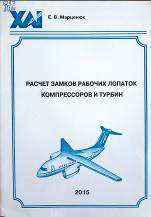 ХАІ
Е. В. Марценюк
РАСЧЕТ ЗАМКОВ РАБОЧИХ ЛОПАТОК
КОМПРЕССОРОВ И ТУРБИН
2015